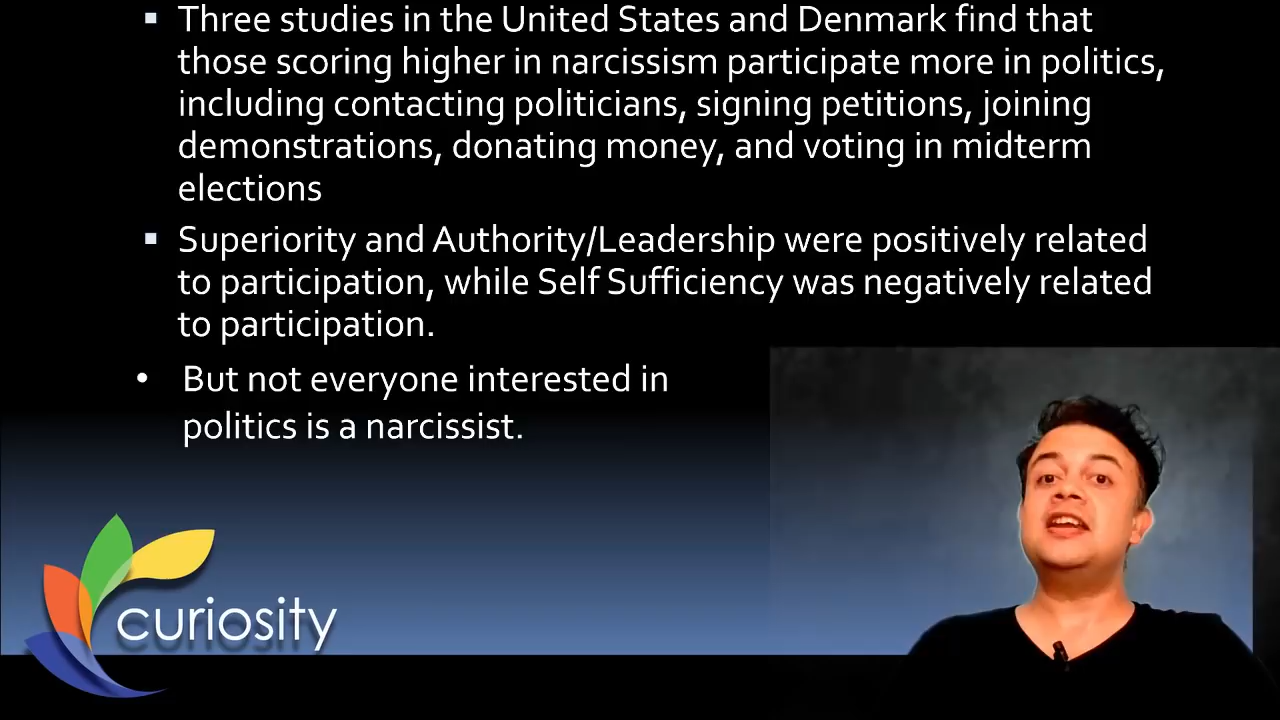 ▪ Three studies in the United States and Denmark find that
those scoring higher in narcissism participate more in politics,
including contacting politicians, signing petitions, joining
demonstrations, donating money, and voting in midterm
elections
▪ Superiority and Authority/Leadership were positively related
to participation, while Self Sufficiency was negatively related
to participation.
• But not everyone interested in
politics is a narcissist.
curiosity